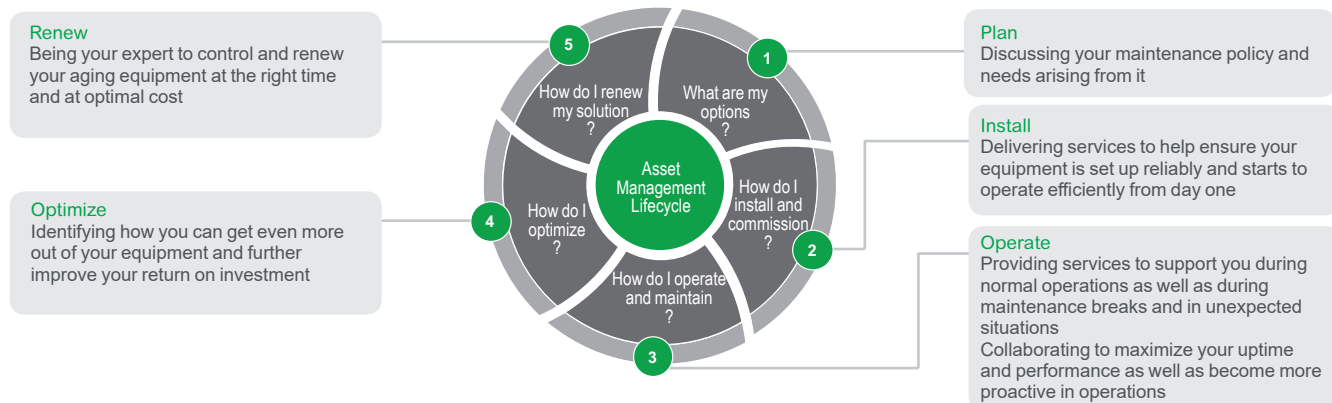 Renew
Being your expert to control and renew
your aging equipment at the right time
and at optimal cost
Optimize
Identifying how you can get even more
out of your equipment and further
improve your return on investment
5
How do I renew
my solution
?
1
What are my
options
?
Asset
Management
Lifecycle
How do I
install and
commission
?
2
4
How do I
optimize
?
How do I operate
and maintain
?
3
Plan
Discussing your maintenance policy and
needs arising from it
Install
Delivering services to help ensure your
equipment is set up reliably and starts to
operate efficiently from day one
Operate
Providing services to support you during
normal operations as well as during
maintenance breaks and in unexpected
situations
Collaborating to maximize your uptime
and performance as well as become more
proactive in operations